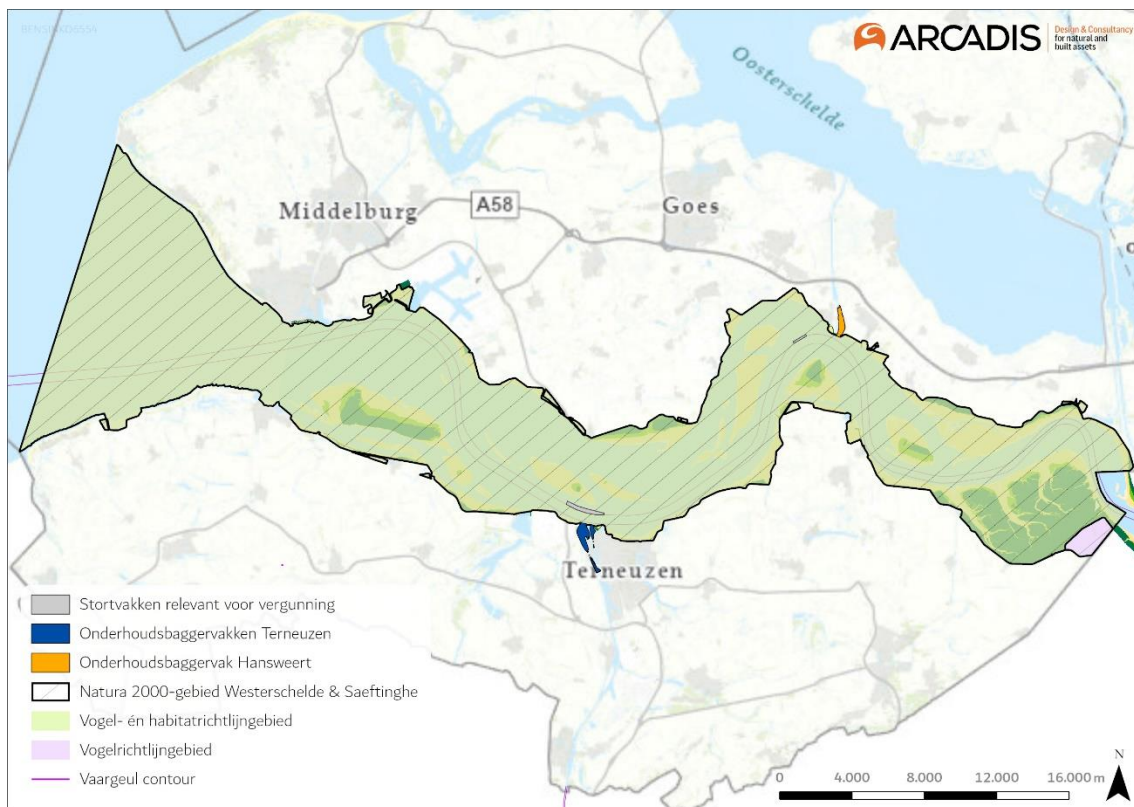 ARCADIS
Design & Consultancy
for natural and
built assets
Oosterschelde
Middelburg
A58
Goes
Terneuzen
Stortvakken relevant voor vergunning
Onderhoudsbaggervakken Terneuzen
Onderhoudsbaggervak Hansweert
Natura 2000-gebied Westerschelde & Saeftinghe
Vogel- én habitatrichtlijngebied
Vogelrichtlijngebied
Vaargeul contour
N
0 4.000 8.000 12.000 16.000 m